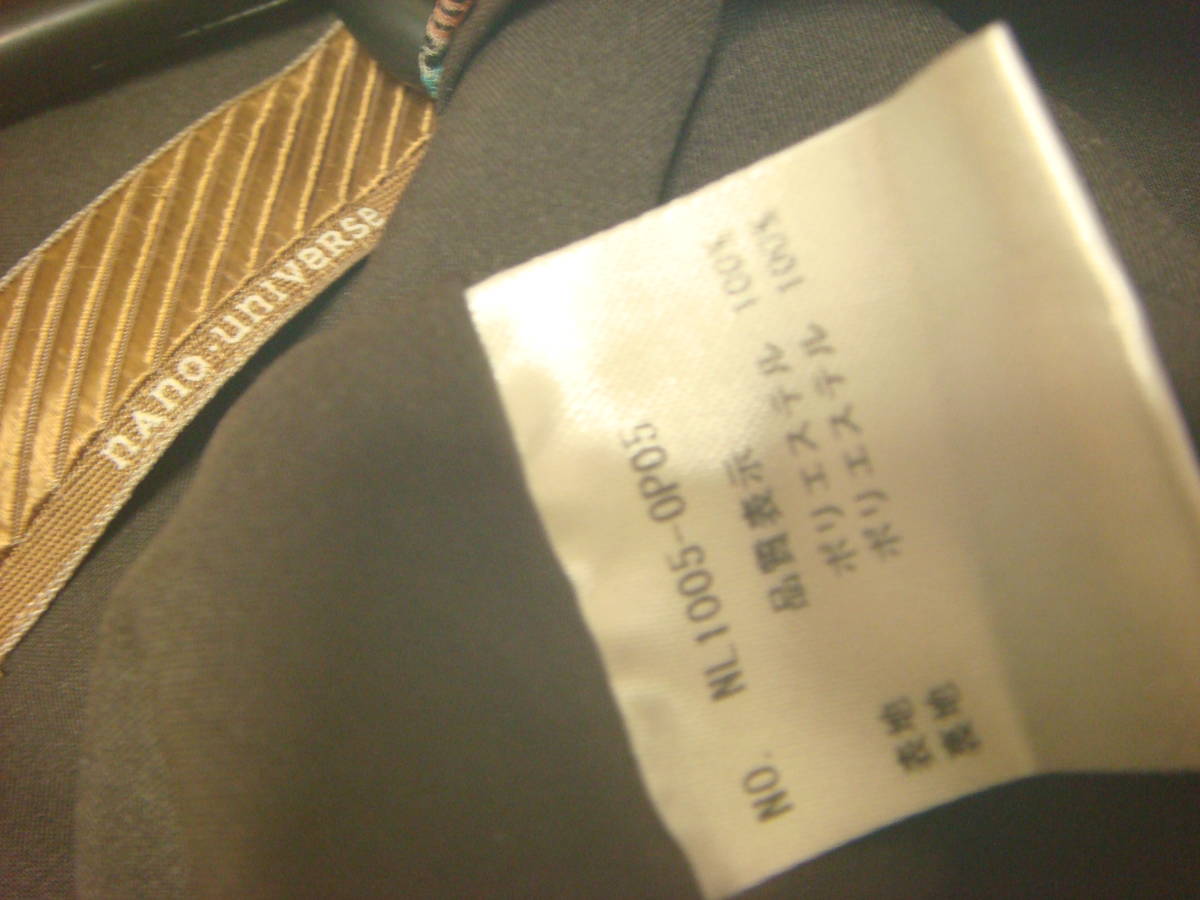 nano·universe
NO. NL1005-OP05
品質表示
表地 ポリエステル 100%
裏地 ポリエステル 100%